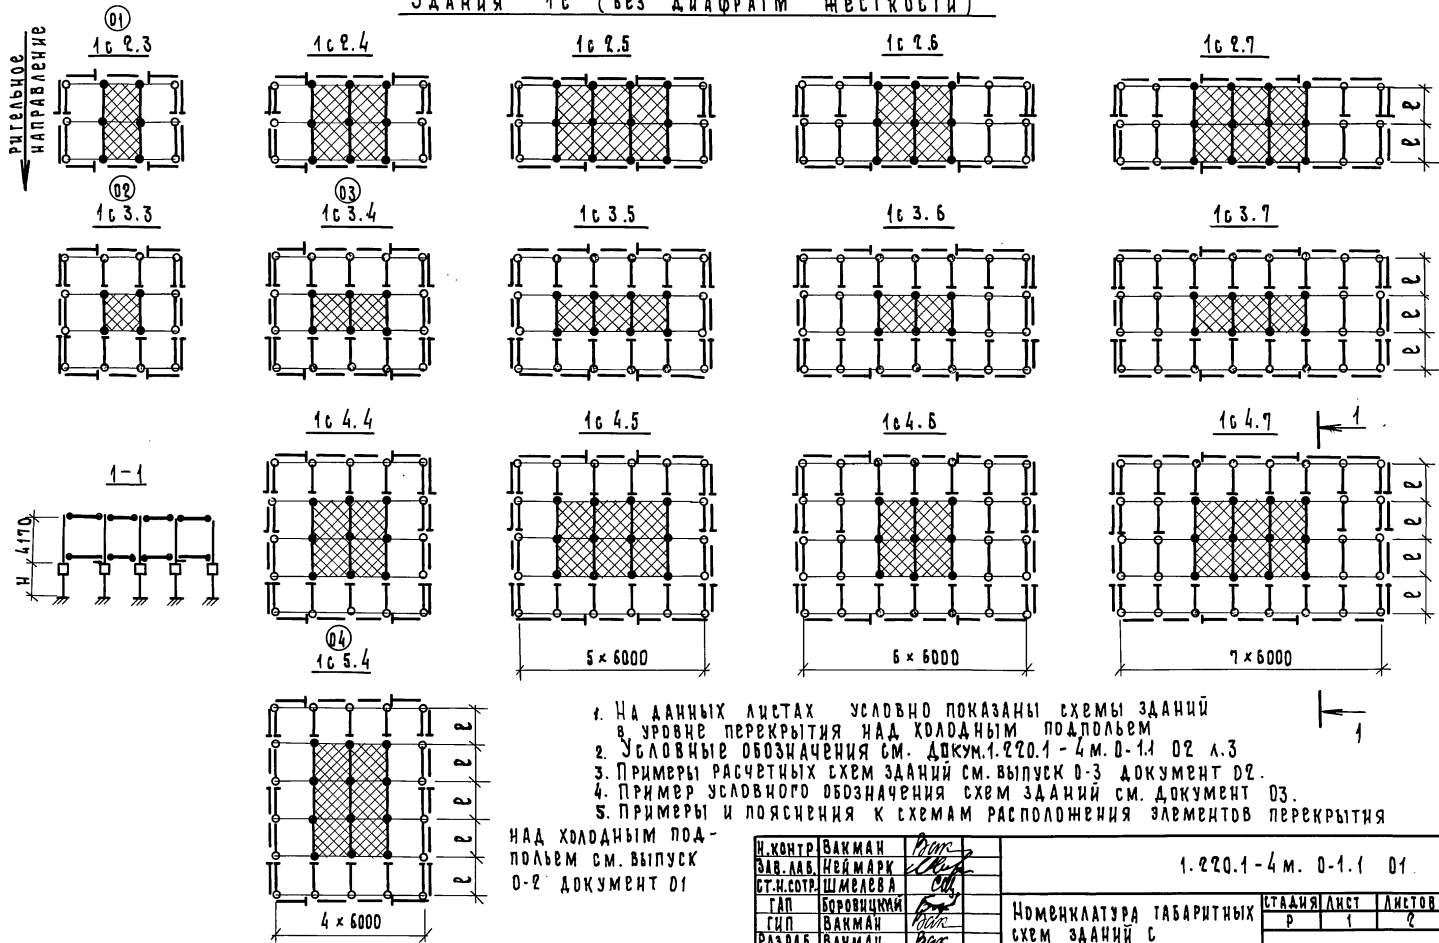 ЗДАНИЯ 1с (БЕЗ ДИАФРАГМ ЖЕСТКОСТИ)
РИТЕЛЬНОЕ
НАПРАВЛЕНИЕ
01
1с 2.3
1с 2.4
1с 2.5
1с 2.6
1с 2.7
ℓ
ℓ
02
03
1с 3.3
1с 3.4
1с 3.5
1с 3.6
1с 3.7
ℓ
ℓ
ℓ
1с 4.4
1с 4.5
1с 4.6
1с 4.7
1
1-1
4170
Н
ℓ
ℓ
ℓ
ℓ
04
1с 5.4
5 × 6000
6 × 6000
7 × 6000
1
ℓ
ℓ
ℓ
ℓ
ℓ
4 × 6000
1. НА ДАННЫХ ЛИСТАХ УСЛОВНО ПОКАЗАНЫ СХЕМЫ ЗДАНИЙ
В УРОВНЕ ПЕРЕКРЫТИЯ НАД ХОЛОДНЫМ ПОДПОЛЬЕМ
2. УСЛОВНЫЕ ОБОЗНАЧЕНИЯ СМ. ДОКУМ.1.220.1 - 4 М. 0-1.1 02 Л.3
3. ПРИМЕРЫ РАСЧЕТНЫХ СХЕМ ЗДАНИЙ СМ. ВЫПУСК 0-3 ДОКУМЕНТ 02.
4. ПРИМЕР УСЛОВНОГО ОБОЗНАЧЕНИЯ СХЕМ ЗДАНИЙ СМ. ДОКУМЕНТ 03.
5. ПРИМЕРЫ И ПОЯСНЕНИЯ К СХЕМАМ РАСПОЛОЖЕНИЯ ЭЛЕМЕНТОВ ПЕРЕКРЫТИЯ
НАД ХОЛОДНЫМ ПОД-
ПОЛЬЕМ СМ. ВЫПУСК
0-2 ДОКУМЕНТ 01
Н.КОНТР ВАКМАН
ЗАВ.ЛАБ. НЕЙМАРК
СТ.Н.СОТР. ШМЕЛЕВА
ГАП БОРОВИЦКИЙ
ГИП ВАКМАН
РАЗРАБ. ВАКМАН
1.220.1-4 м. 0-1.1 01
НОМЕНКЛАТУРА ГАБАРИТНЫХ
СХЕМ ЗДАНИЙ С
СТАДИЯ ЛИСТ ЛИСТОВ
Р 1 2